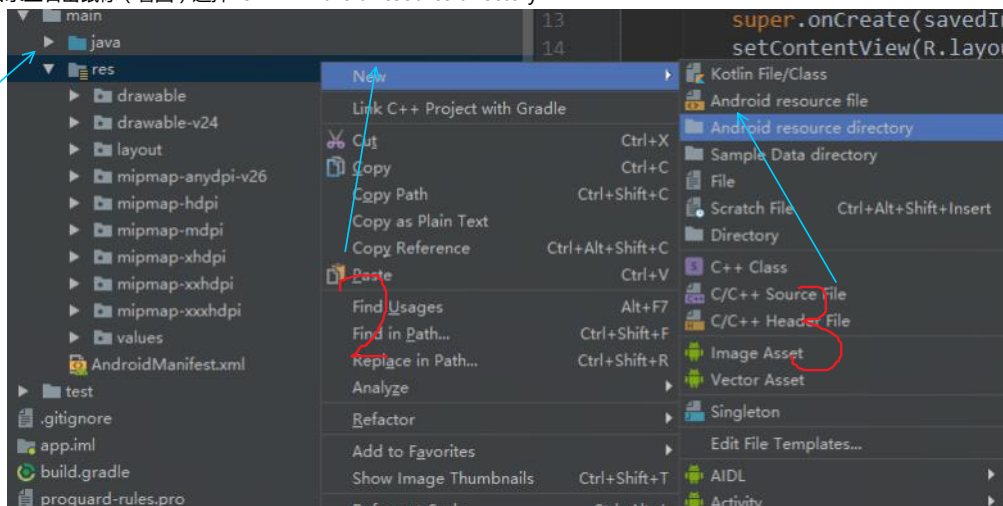 main
java
res
drawable
drawable-v24
layout
mipmap-anydpi-v26
mipmap-hdpi
mipmap-mdpi
mipmap-xhdpi
mipmap-xxhdpi
mipmap-xxxhdpi
values
AndroidManifest.xml
test
.gitignore
app.iml
build.gradle
proguard-rules.pro
13 super.onCreate(savedI
14 setContentView(R.layou
New
Link C++ Project with Gradle
Cut Ctrl+X
Copy Ctrl+C
Copy Path Ctrl+Shift+C
Copy as Plain Text
Copy Reference Ctrl+Alt+Shift+C
Paste Ctrl+V
Find Usages Alt+F7
Find in Path... Ctrl+Shift+F
Replace in Path... Ctrl+Shift+R
Analyze
Refactor
Add to Favorites
Show Image Thumbnails Ctrl+Shift+T
Kotlin File/Class
Android resource file
Android resource directory
Sample Data directory
File
Scratch File Ctrl+Alt+Shift+Insert
Directory
C++ Class
C/C++ Source File
C/C++ Header File
Image Asset
Vector Asset
Singleton
Edit File Templates...
AIDL
Activity
2
3